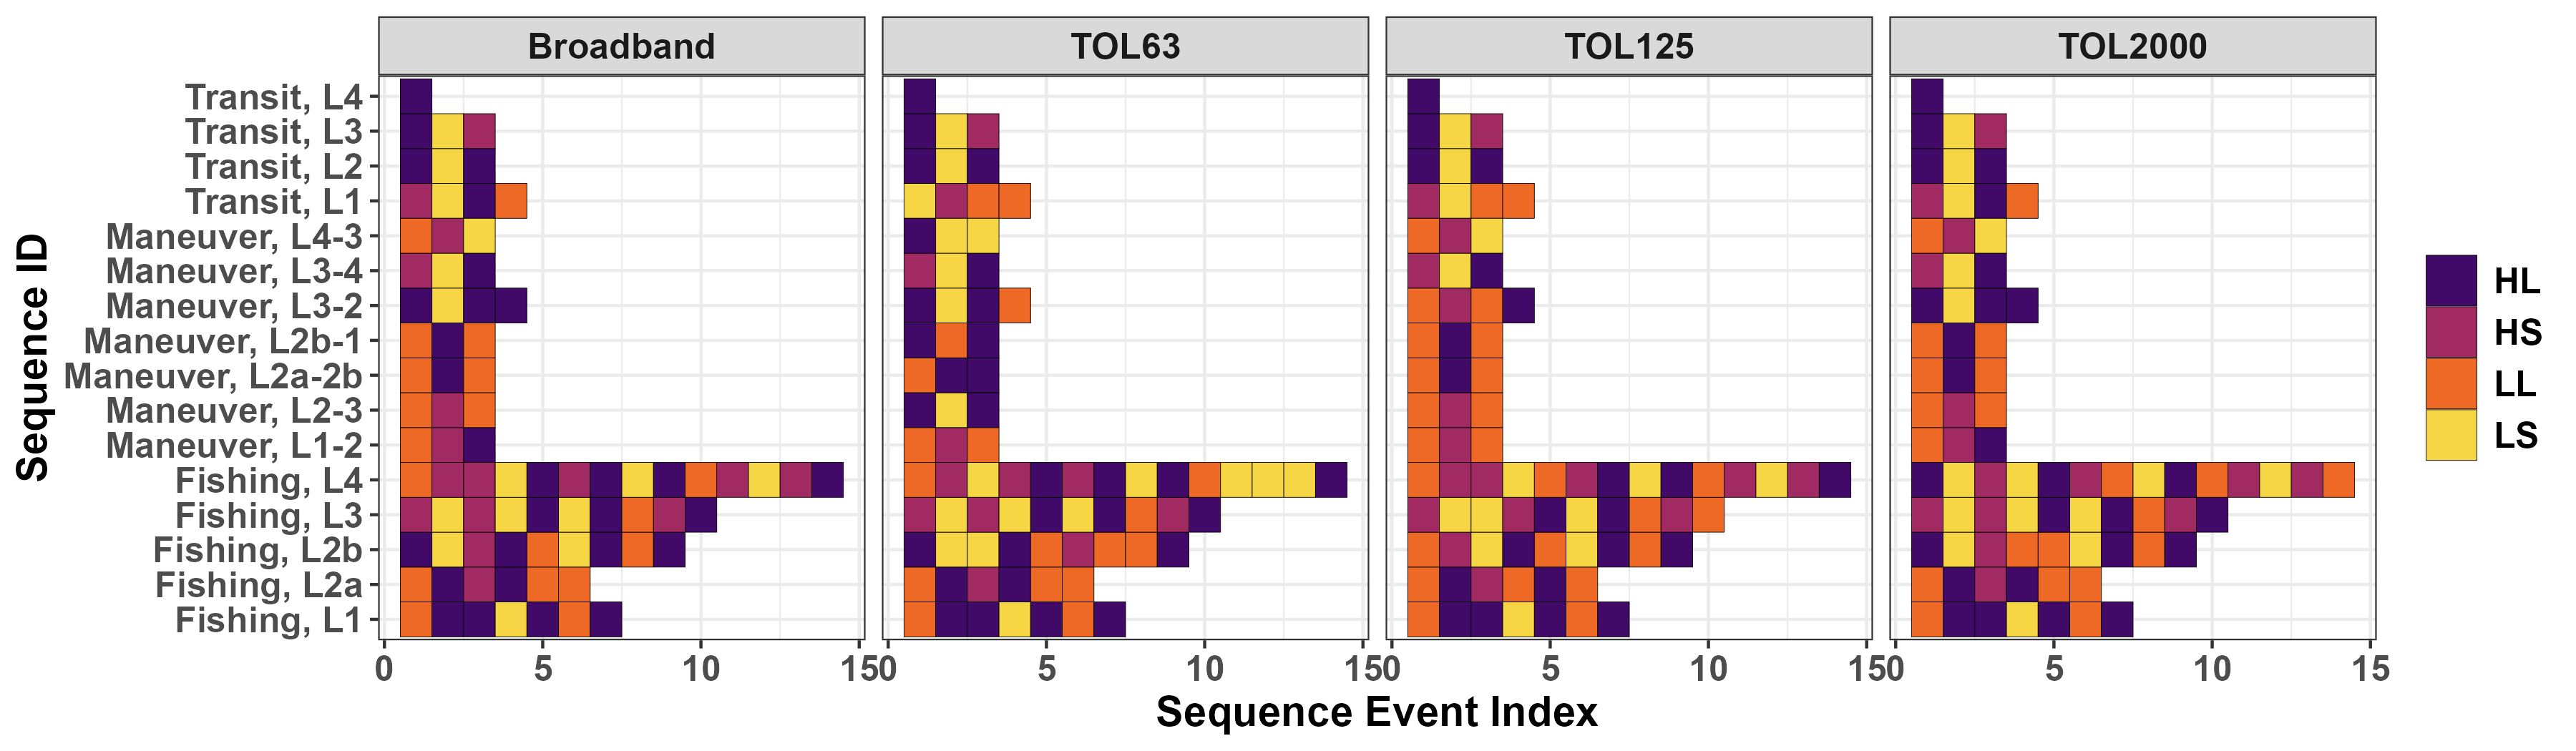 Broadband
TOL63
TOL125
TOL2000
Sequence ID
Transit, L4
Transit, L3
Transit, L2
Transit, L1
Maneuver, L4-3
Maneuver, L3-4
Maneuver, L3-2
Maneuver, L2b-1
Maneuver, L2a-2b
Maneuver, L2-3
Maneuver, L1-2
Fishing, L4
Fishing, L3
Fishing, L2b
Fishing, L2a
Fishing, L1
0 5 10 15
0 5 10 15
0 5 10 15
0 5 10 15
Sequence Event Index
HL
HS
LL
LS